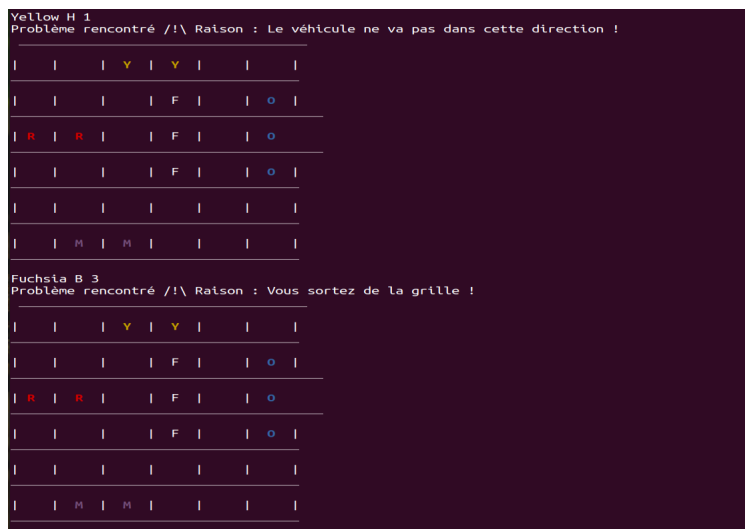 Yellow H 1
Problème rencontré /!\ Raison : Le véhicule ne va pas dans cette direction !
| | | Y | Y | | |
| | | | F | | O |
| R | R | | F | | O
| | | | F | | O |
| | | | | | |
| | M | M | | | |
Fuchsia B 3
Problème rencontré /!\ Raison : Vous sortez de la grille !
| | | Y | Y | | |
| | | | F | | O |
| R | R | | F | | O
| | | | F | | O |
| | | | | | |
| | M | M | | | |